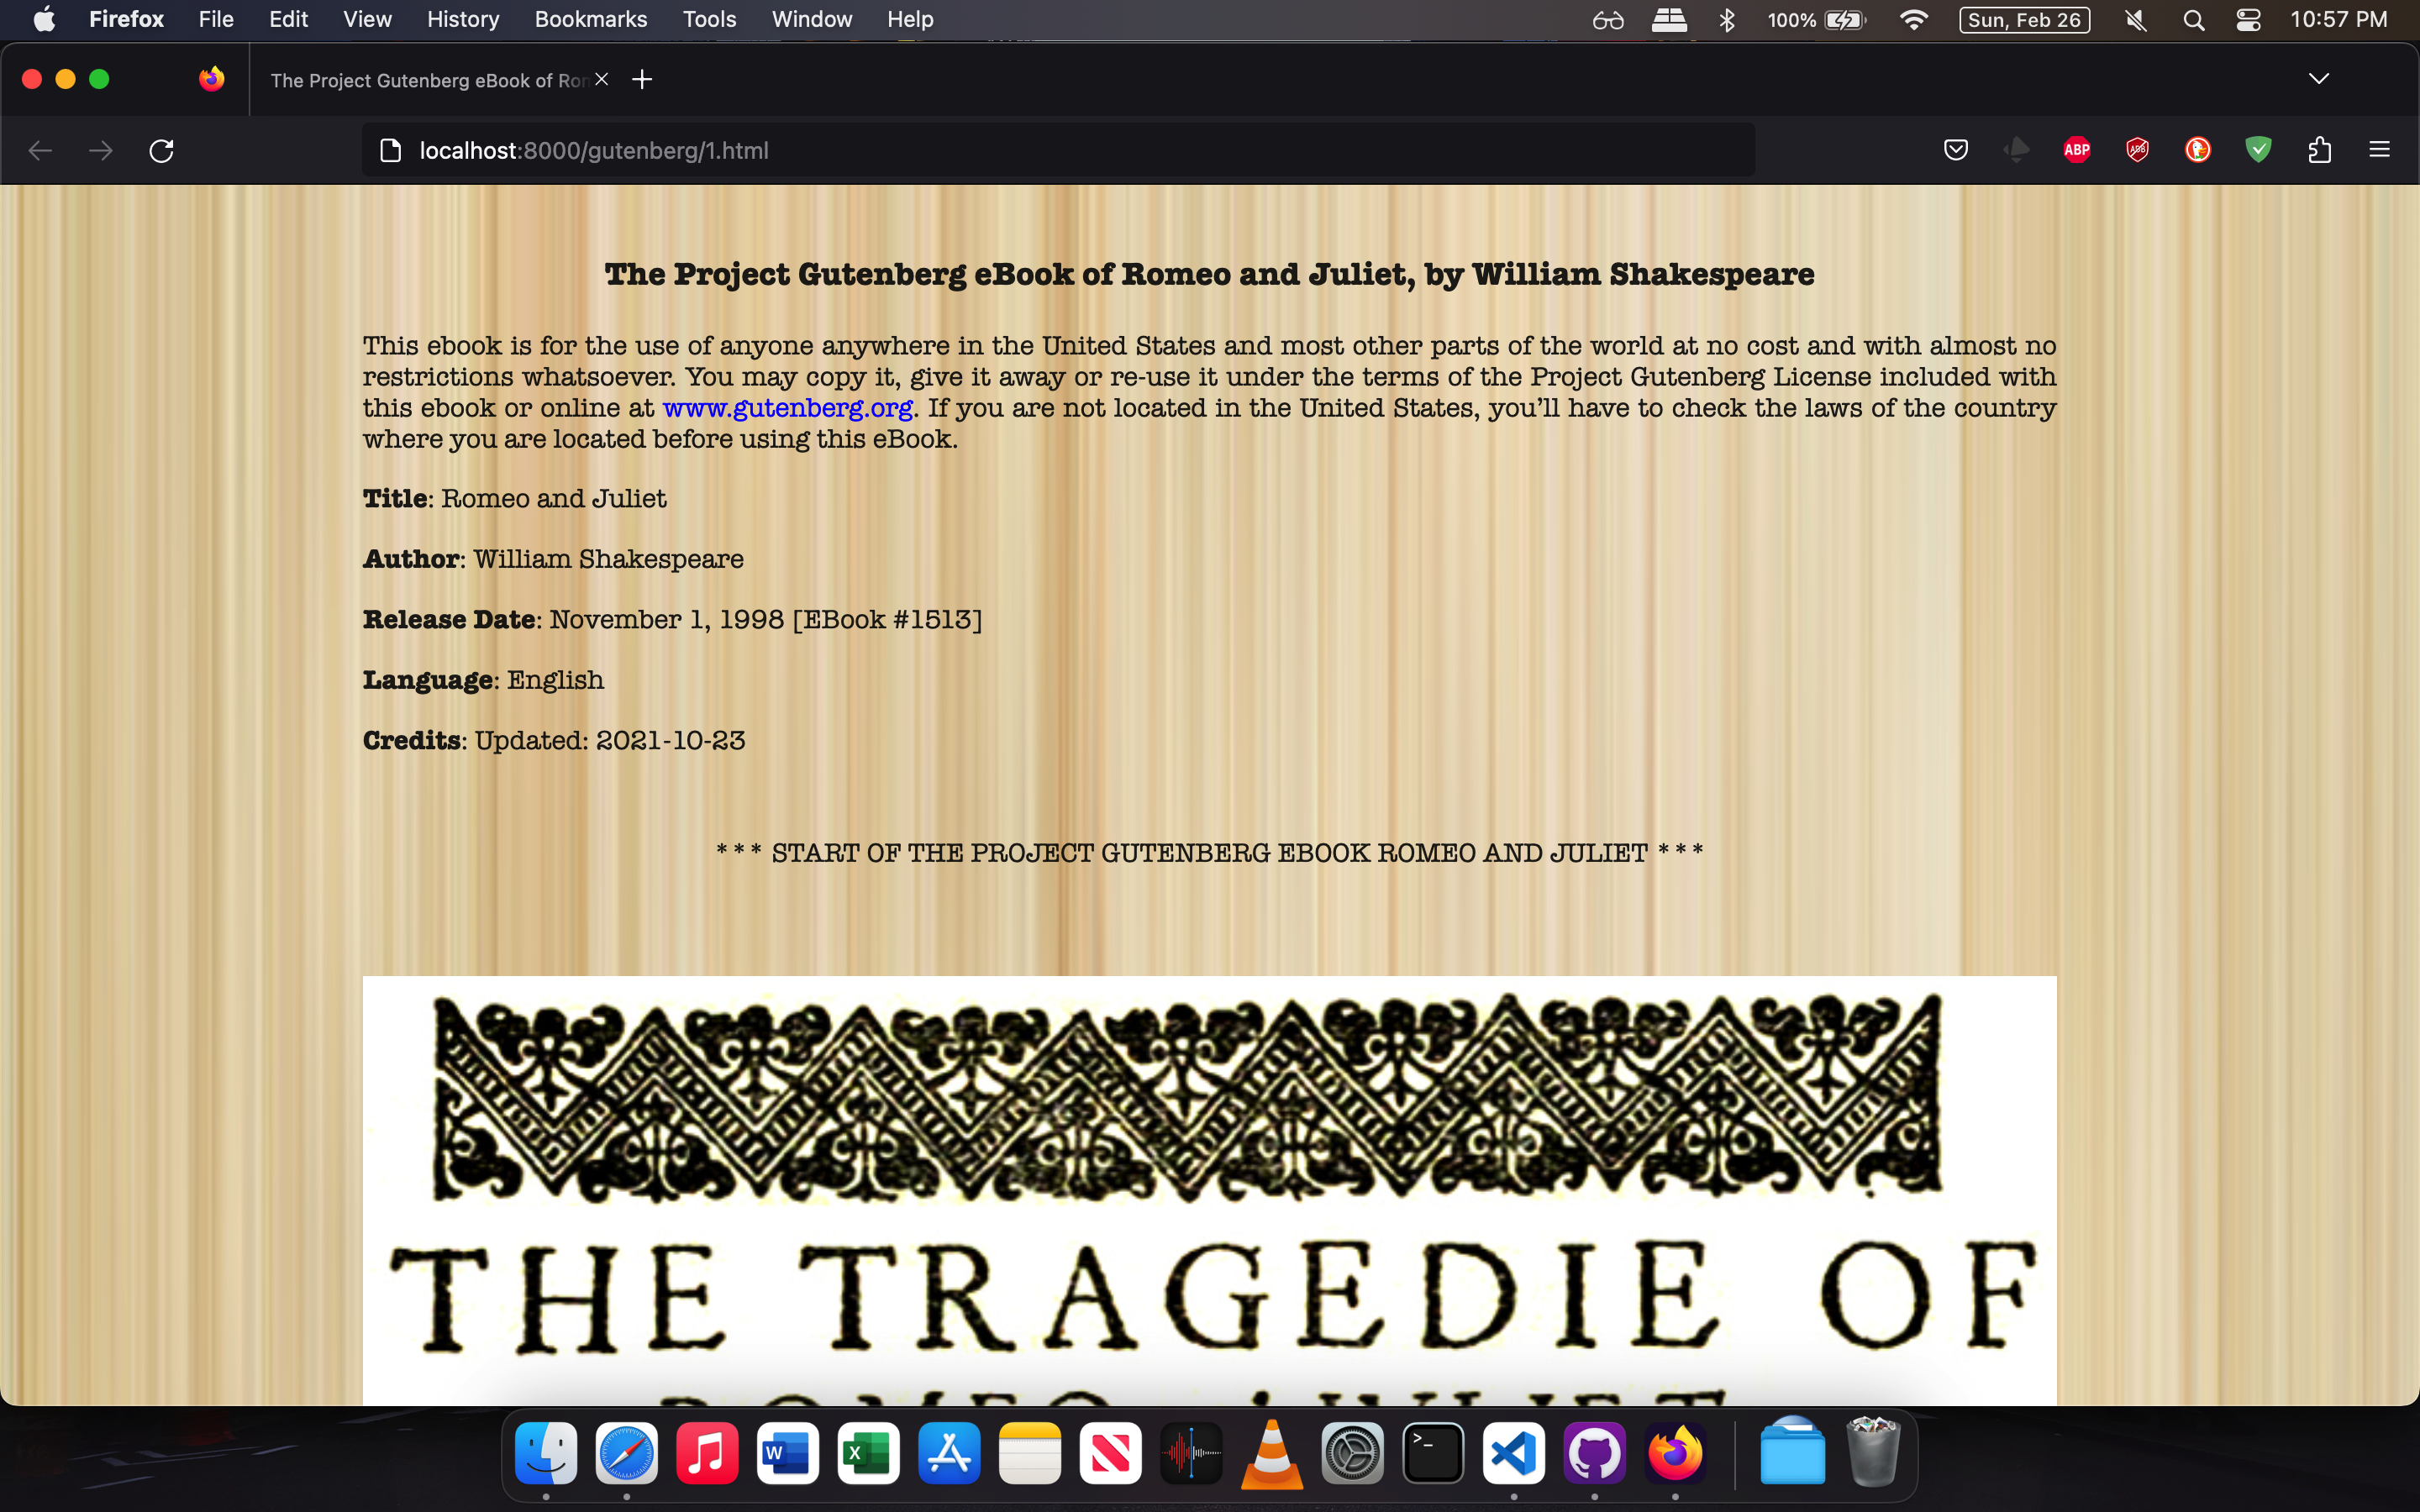 Firefox File Edit View History Bookmarks Tools Window Help 100% Sun, Feb 26 10:57 PM
The Project Gutenberg eBook of Ro
localhost:8000/gutenberg/1.html ABP
The Project Gutenberg eBook of Romeo and Juliet, by William Shakespeare
This ebook is for the use of anyone anywhere in the United States and most other parts of the world at no cost and with almost no
restrictions whatsoever. You may copy it, give it away or re-use it under the terms of the Project Gutenberg License included with
this ebook or online at www.gutenberg.org. If you are not located in the United States, you’ll have to check the laws of the country
where you are located before using this eBook.
Title: Romeo and Juliet
Author: William Shakespeare
Release Date: November 1, 1998 [EBook #1513]
Language: English
Credits: Updated: 2021-10-23
*** START OF THE PROJECT GUTENBERG EBOOK ROMEO AND JULIET ***
THE TRAGEDIE OF